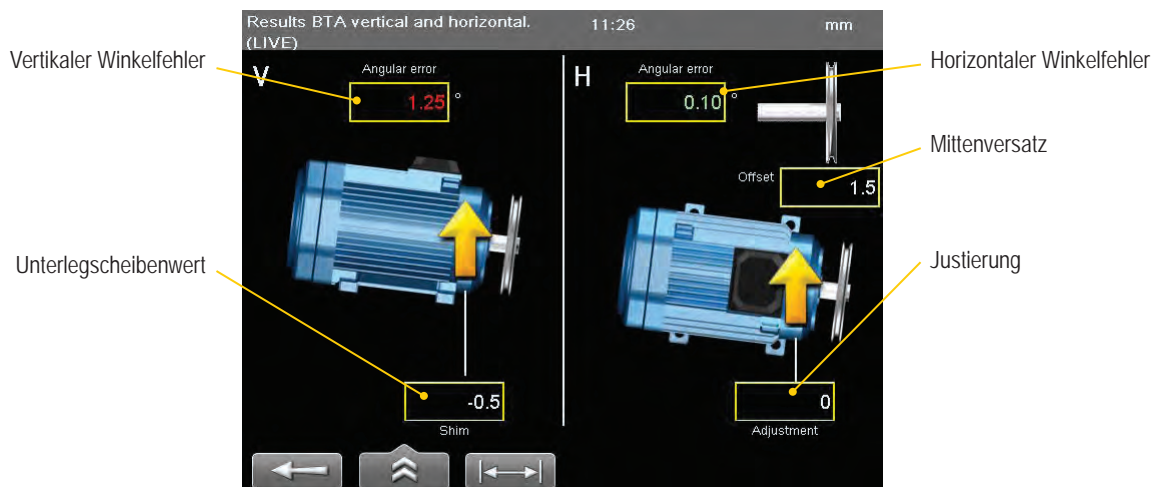 Results BTA vertical and horizontal.
(LIVE)
11:26
mm
Vertikaler Winkelfehler
V
Angular error
1.25 °
H
Angular error
0.10 °
Horizontaler Winkelfehler
Mittenversatz
Offset
1.5
Unterlegscheibenwert
Justierung
-0.5
Shim
0
Adjustment